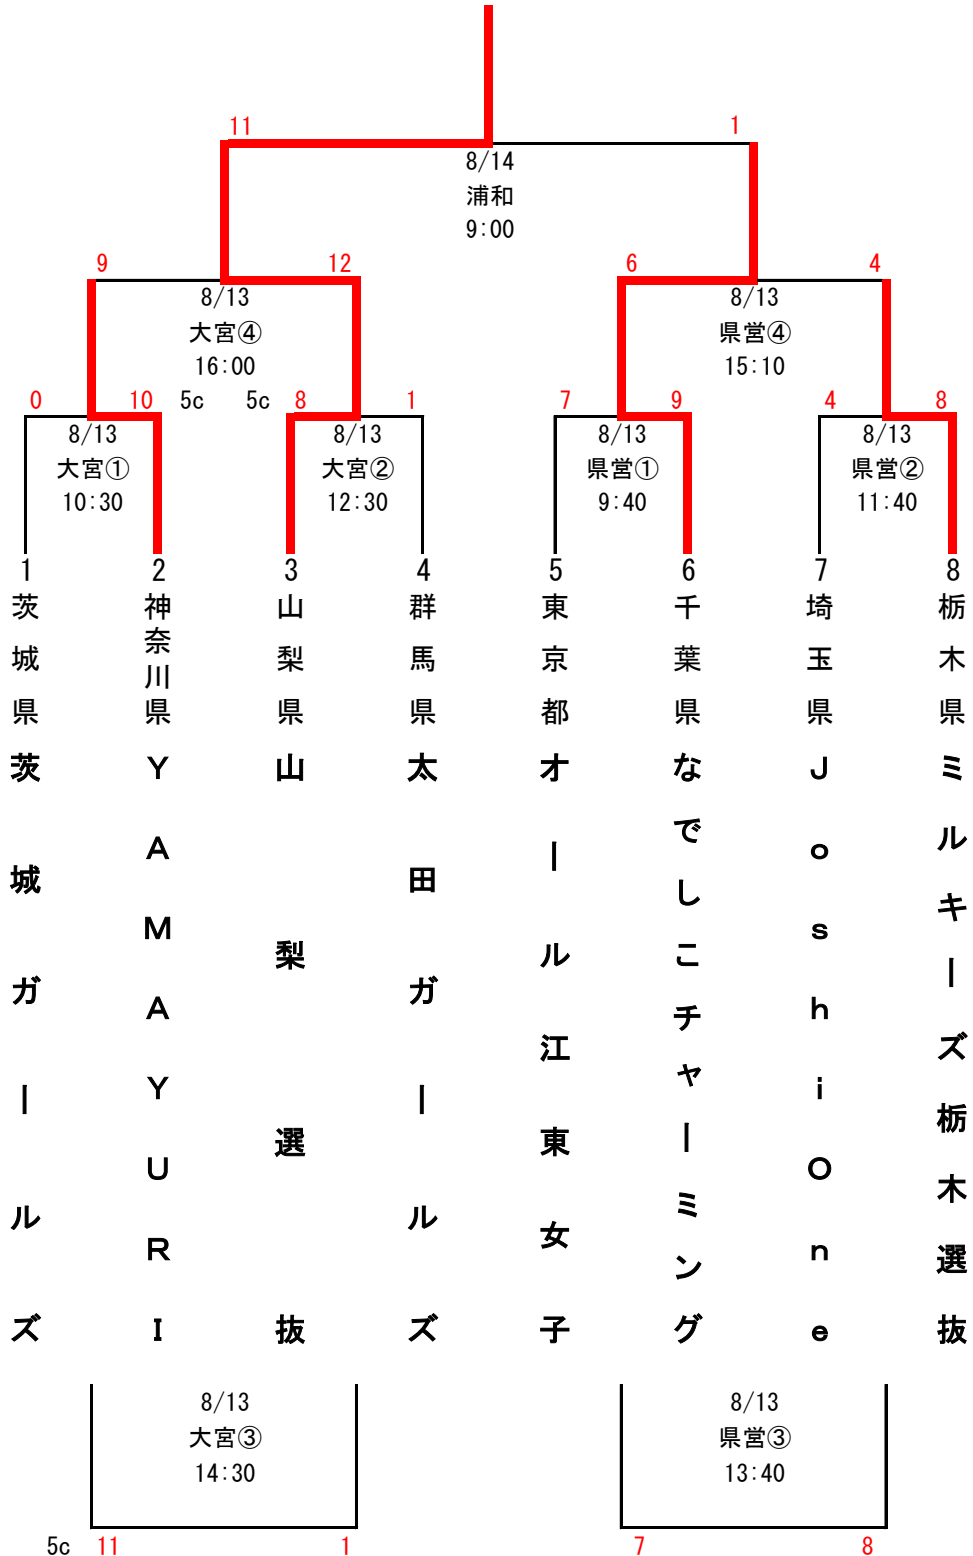 11
1
8/14
浦和
9:00
9
12
6
4
8/13
大宮④
16:00
8/13
県営④
15:10
0
10
5c
5c
8
1
7
9
4
8
8/13
大宮①
10:30
8/13
大宮②
12:30
8/13
県営①
9:40
8/13
県営②
11:40
1
茨城県
茨城ガールズ
2
神奈川県
YAMAYURI
3
山梨県
山梨選抜
4
群馬県
太田ガールズ
5
東京都
オール江東女子
6
千葉県
なでしこチャーミング
7
埼玉県
JoshiOne
8
栃木県
ミルキーズ栃木選抜
8/13
大宮③
14:30
5c
11
1
8/13
県営③
13:40
7
8